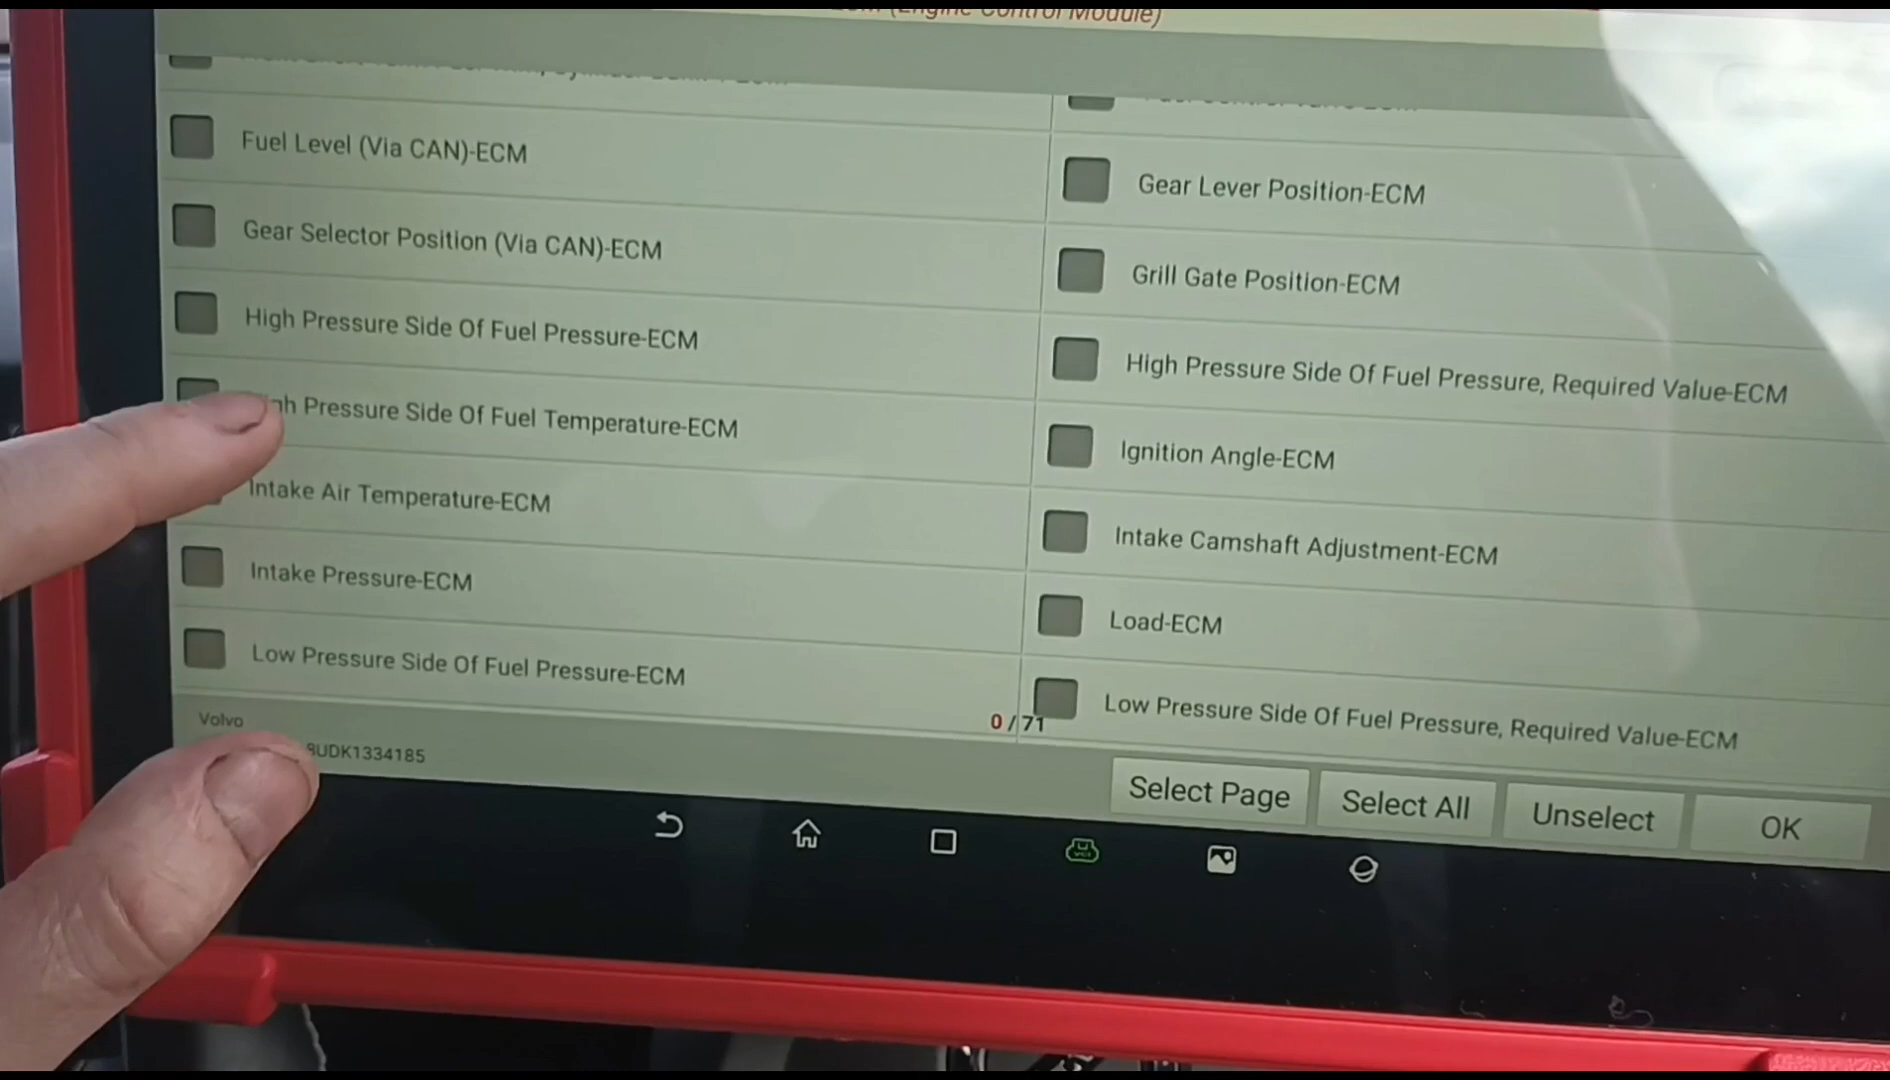 (Engine Control Module)
Fuel Level (Via CAN)-ECM
Gear Lever Position-ECM
Gear Selector Position (Via CAN)-ECM
Grill Gate Position-ECM
High Pressure Side Of Fuel Pressure-ECM
High Pressure Side Of Fuel Pressure, Required Value-ECM
Pressure Side Of Fuel Temperature-ECM
Ignition Angle-ECM
Intake Air Temperature-ECM
Intake Camshaft Adjustment-ECM
Intake Pressure-ECM
Load-ECM
Low Pressure Side Of Fuel Pressure-ECM
Low Pressure Side Of Fuel Pressure, Required Value-ECM
Volvo
0 / 71
8UDK1334185
Select Page
Select All
Unselect
OK
VCI